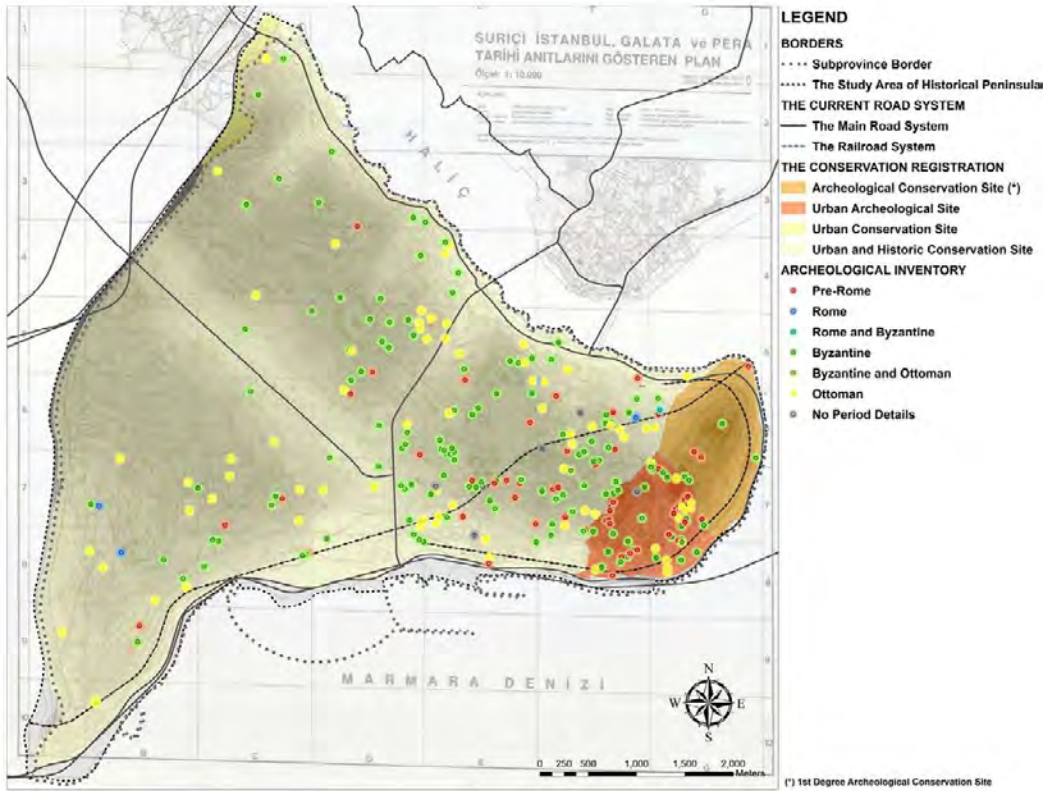 SURİÇİ İSTANBUL, GALATA ve PERA
TARİHİ ANITLARINI GÖSTEREN PLAN
Ölçek: 1: 10.000
HALİÇ
MARMARA DENİZİ
N
W E
S
0 250 500 1,000 1,500 2,000
Meters
LEGEND
BORDERS
Subprovince Border
The Study Area of Historical Peninsula
THE CURRENT ROAD SYSTEM
The Main Road System
The Railroad System
THE CONSERVATION REGISTRATION
Archeological Conservation Site (*)
Urban Archeological Site
Urban Conservation Site
Urban and Historic Conservation Site
ARCHEOLOGICAL INVENTORY
Pre-Rome
Rome
Rome and Byzantine
Byzantine
Byzantine and Ottoman
Ottoman
No Period Details
(*) 1st Degree Archeological Conservation Site